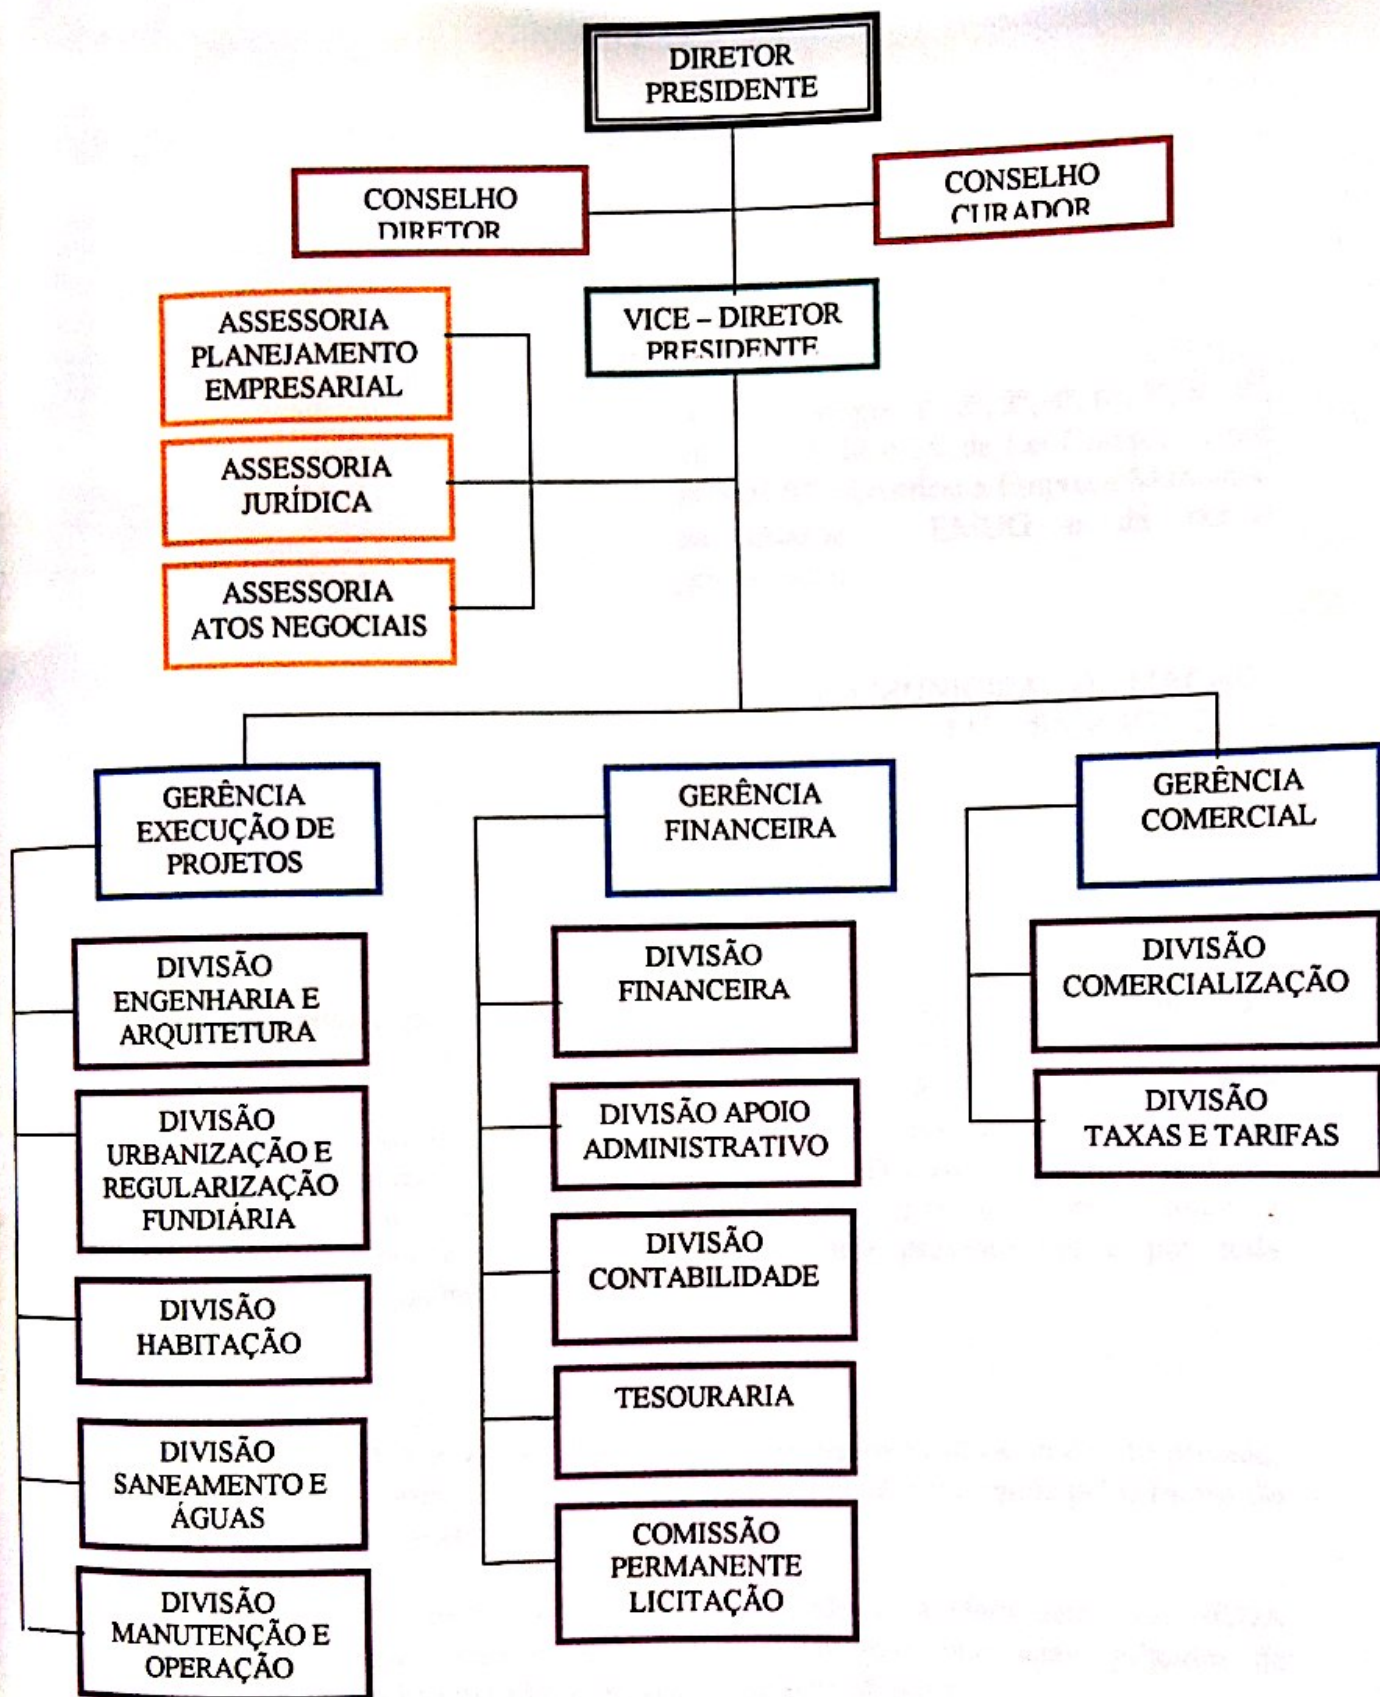 DIRETOR
PRESIDENTE
CONSELHO
DIRETOR
CONSELHO
CURADOR
VICE – DIRETOR
PRESIDENTE
ASSESSORIA
PLANEJAMENTO
EMPRESARIAL
ASSESSORIA
JURÍDICA
ASSESSORIA
ATOS NEGOCIAIS
GERÊNCIA
EXECUÇÃO DE
PROJETOS
DIVISÃO
ENGENHARIA E
ARQUITETURA
DIVISÃO
URBANIZAÇÃO E
REGULARIZAÇÃO
FUNDIÁRIA
DIVISÃO
HABITAÇÃO
DIVISÃO
SANEAMENTO E
ÁGUAS
DIVISÃO
MANUTENÇÃO E
OPERAÇÃO
GERÊNCIA
FINANCEIRA
DIVISÃO
FINANCEIRA
DIVISÃO APOIO
ADMINISTRATIVO
DIVISÃO
CONTABILIDADE
TESOURARIA
COMISSÃO
PERMANENTE
LICITAÇÃO
GERÊNCIA
COMERCIAL
DIVISÃO
COMERCIALIZAÇÃO
DIVISÃO
TAXAS E TARIFAS